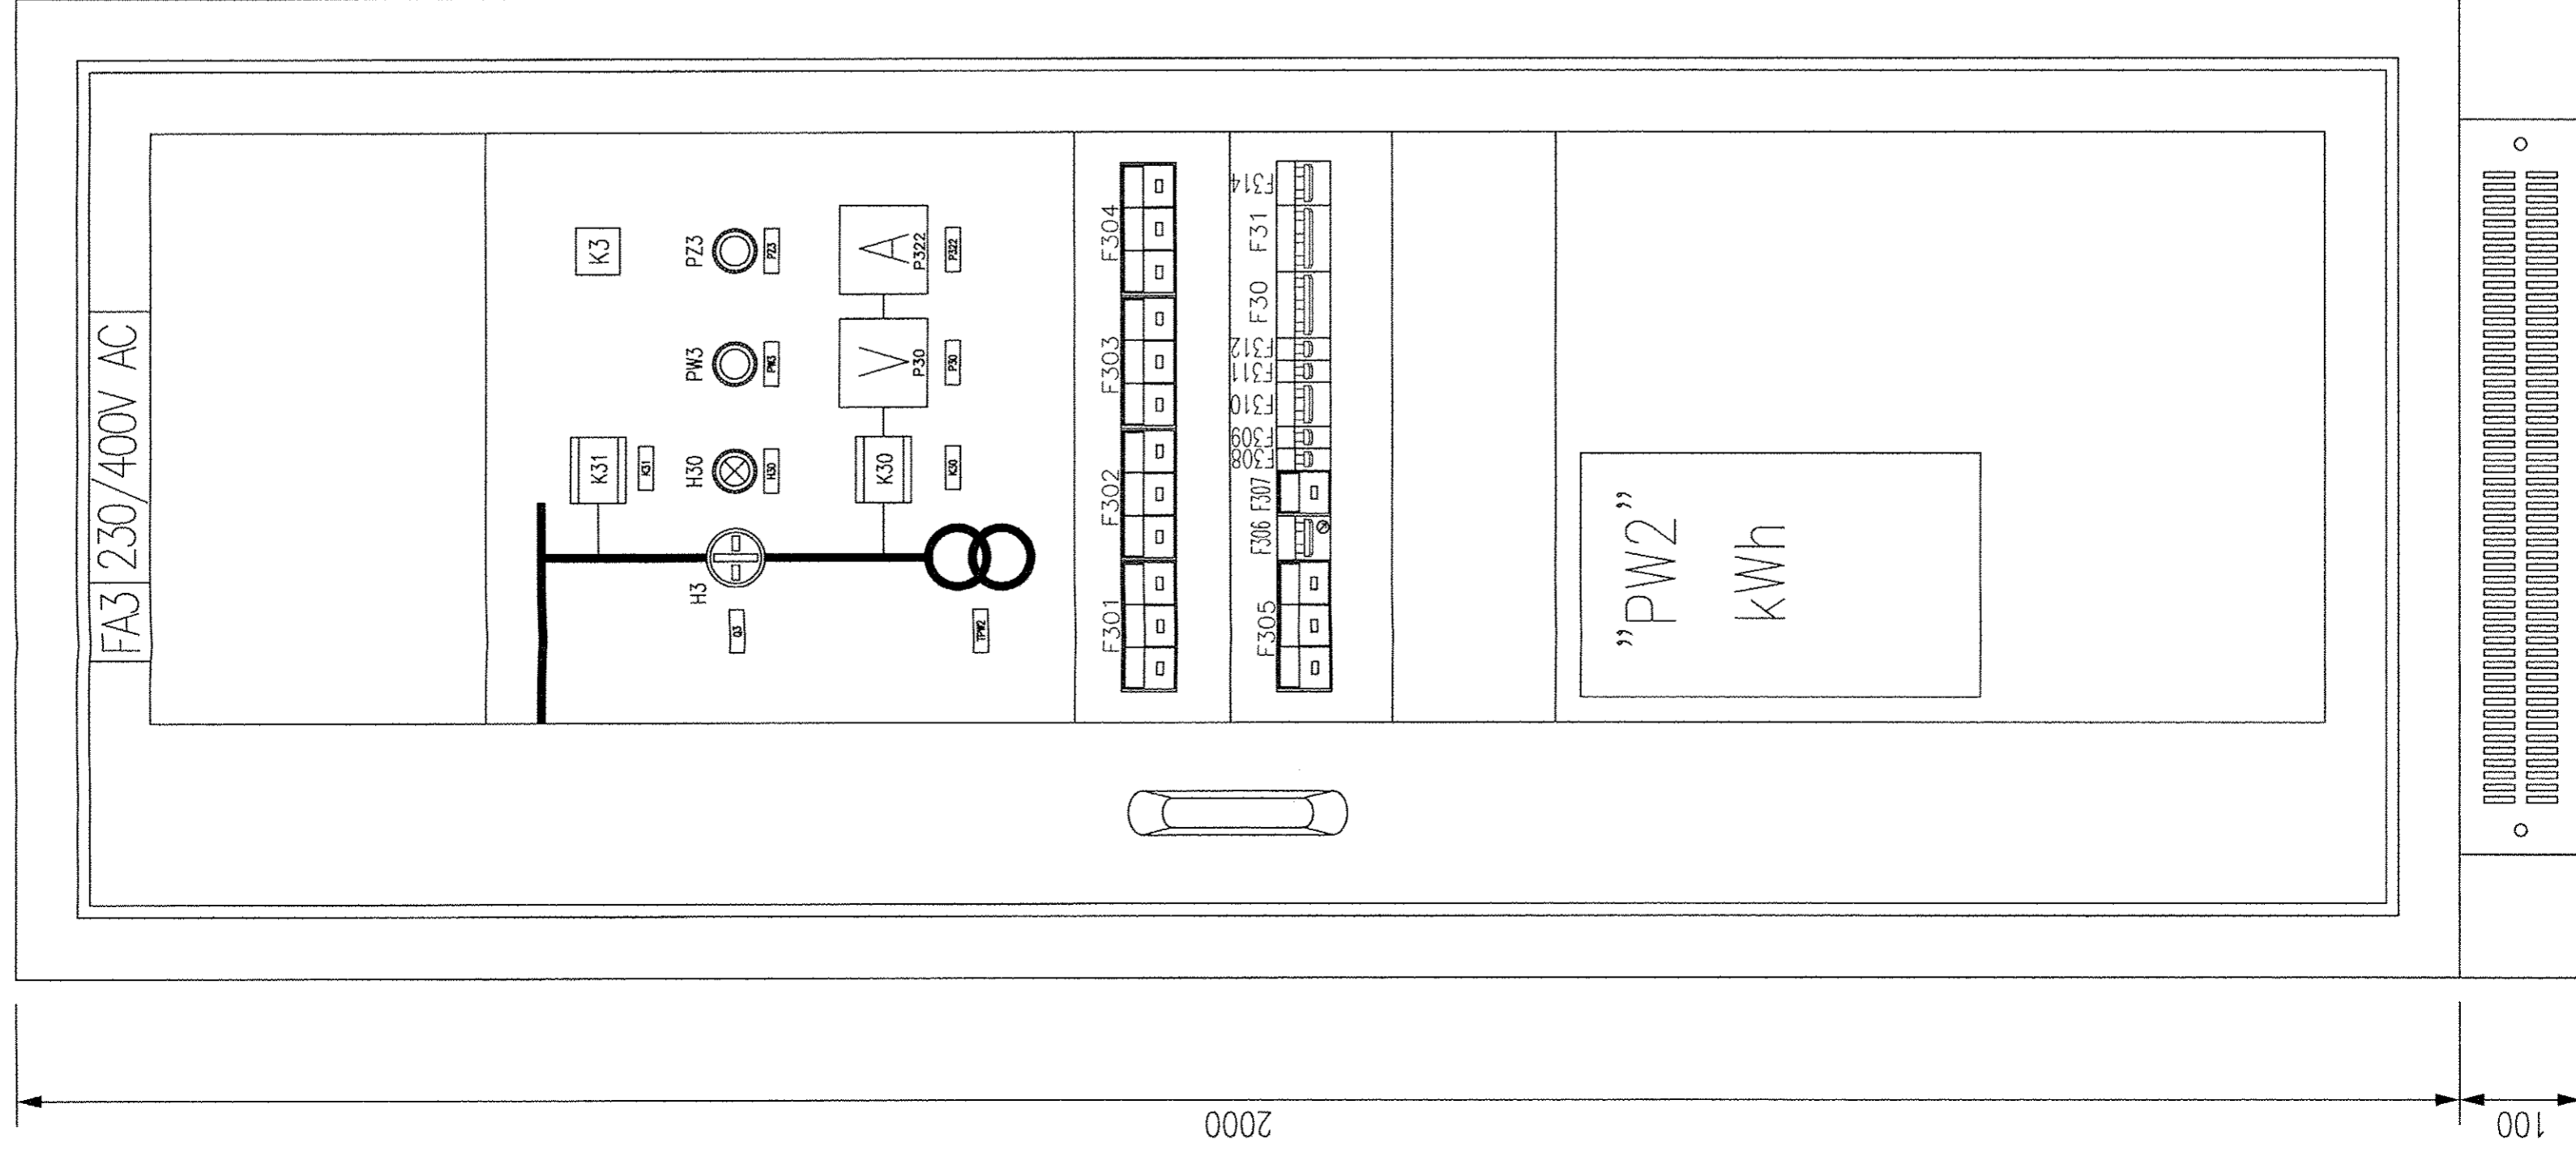 FA3 230/400V AC
K31
K31
K3
H3
Q3
H30
H30
PW3
PW3
PZ3
PZ3
K30
K30
V
P30
P30
A
P322
P322
TPW2
F301 F302 F303 F304
F305 F306 F307 F308 F309 F310 F311 F312 F30 F31 F314
„PW2”
kWh
2000
100